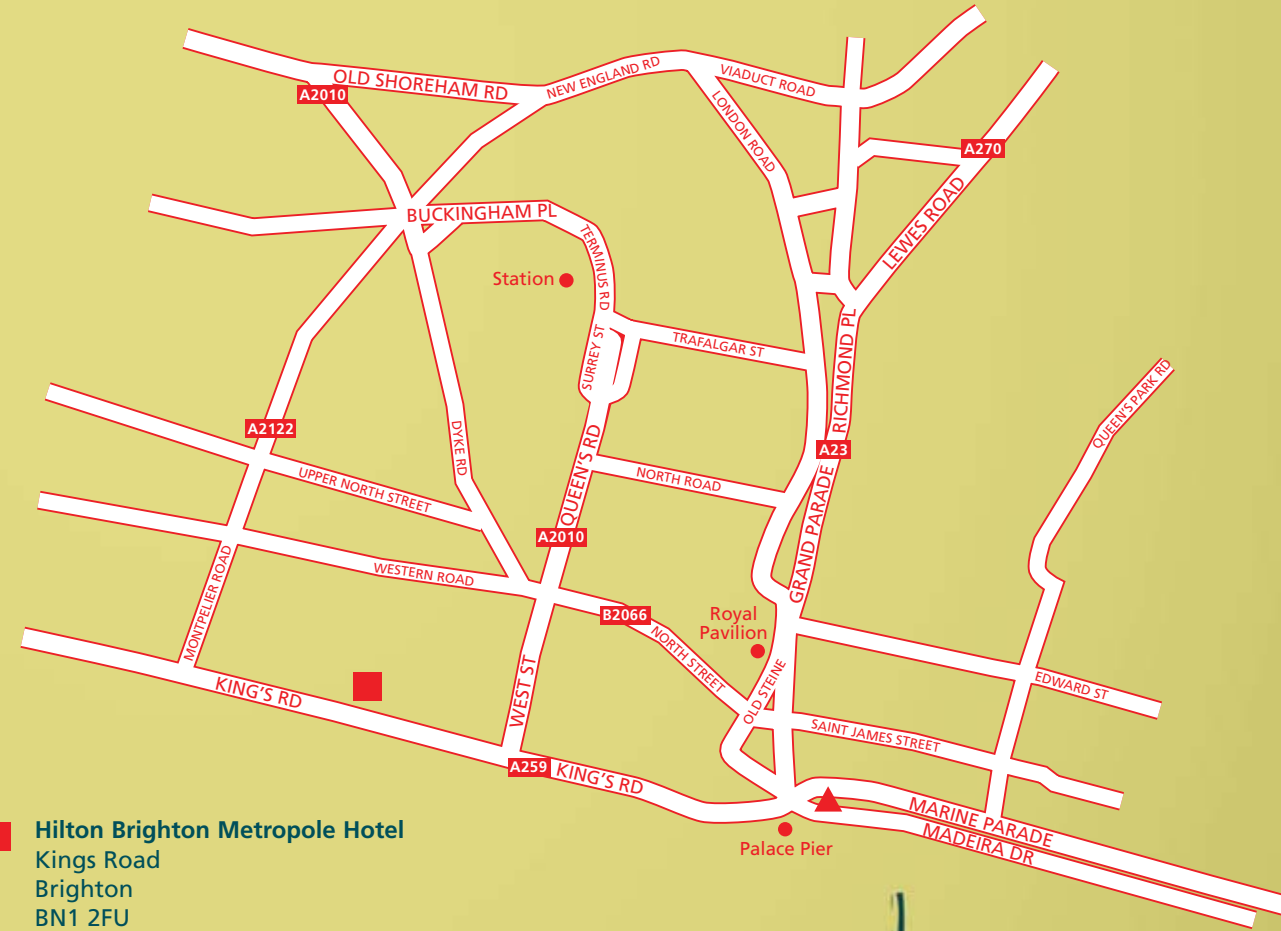 OLD SHOREHAM RD
NEW ENGLAND RD
VIADUCT ROAD
A2010
LONDON ROAD
A270
BUCKINGHAM PL
LEWES ROAD
TERMINUS RD
Station
SURREY ST
TRAFALGAR ST
RICHMOND PL
QUEEN'S PARK RD
A2122
DYKE RD
QUEEN'S RD
A23
UPPER NORTH STREET
NORTH ROAD
A2010
GRAND PARADE
WESTERN ROAD
MONTPELIER ROAD
B2066
Royal
Pavilion
NORTH STREET
OLD STEINE
EDWARD ST
KING'S RD
WEST ST
SAINT JAMES STREET
A259
KING'S RD
MARINE PARADE
MADEIRA DR
Palace Pier
Hilton Brighton Metropole Hotel
Kings Road
Brighton
BN1 2FU